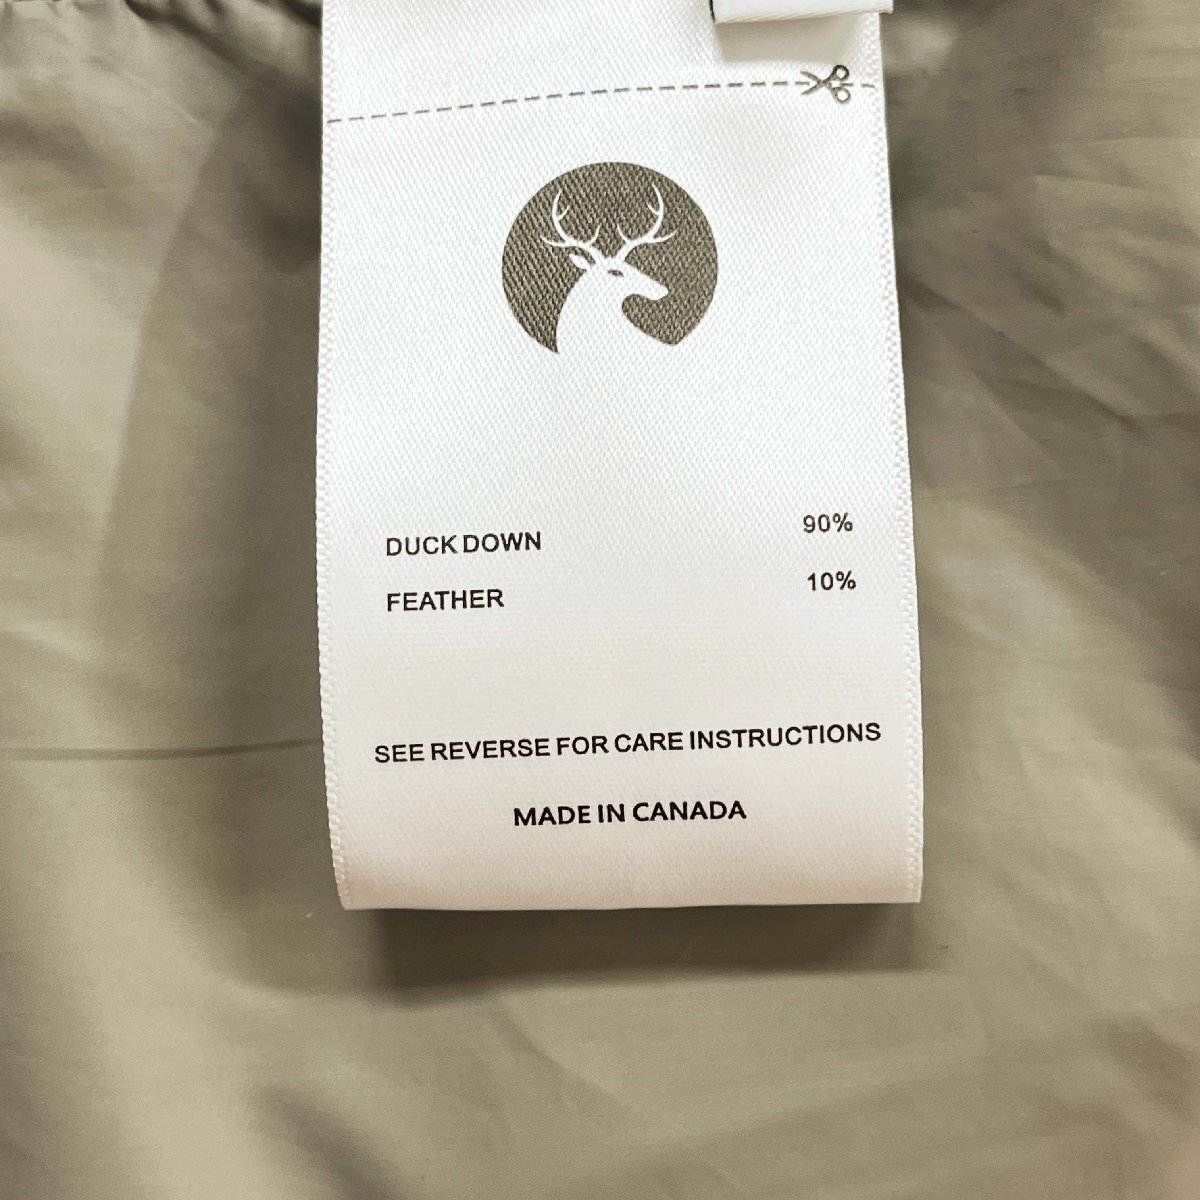 DUCK DOWN 90%
FEATHER 10%
SEE REVERSE FOR CARE INSTRUCTIONS
MADE IN CANADA